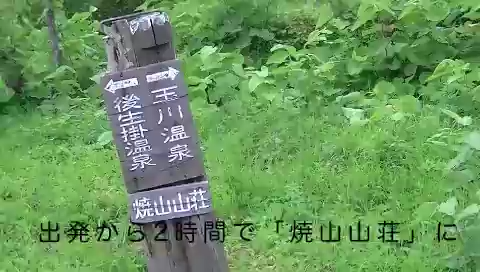 玉川温泉
後生掛温泉
焼山山荘
出発から2時間で「焼山山荘」に